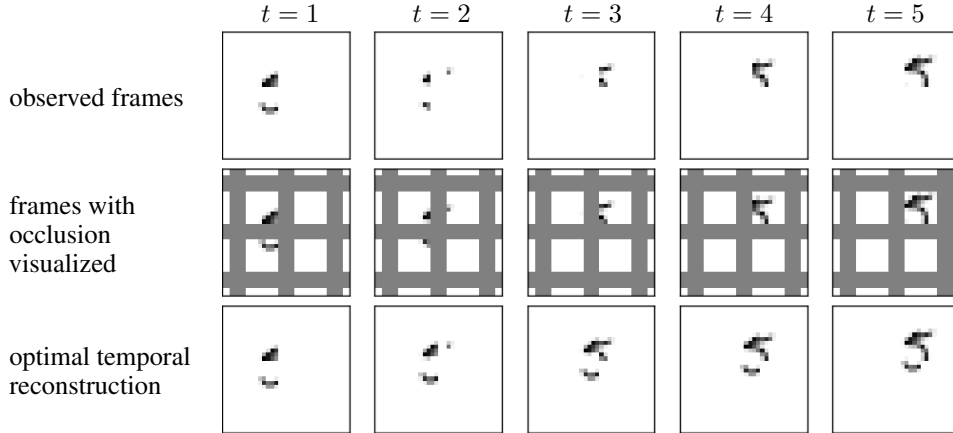 t = 1 t = 2 t = 3 t = 4 t = 5
observed frames
frames with
occlusion
visualized
optimal temporal
reconstruction